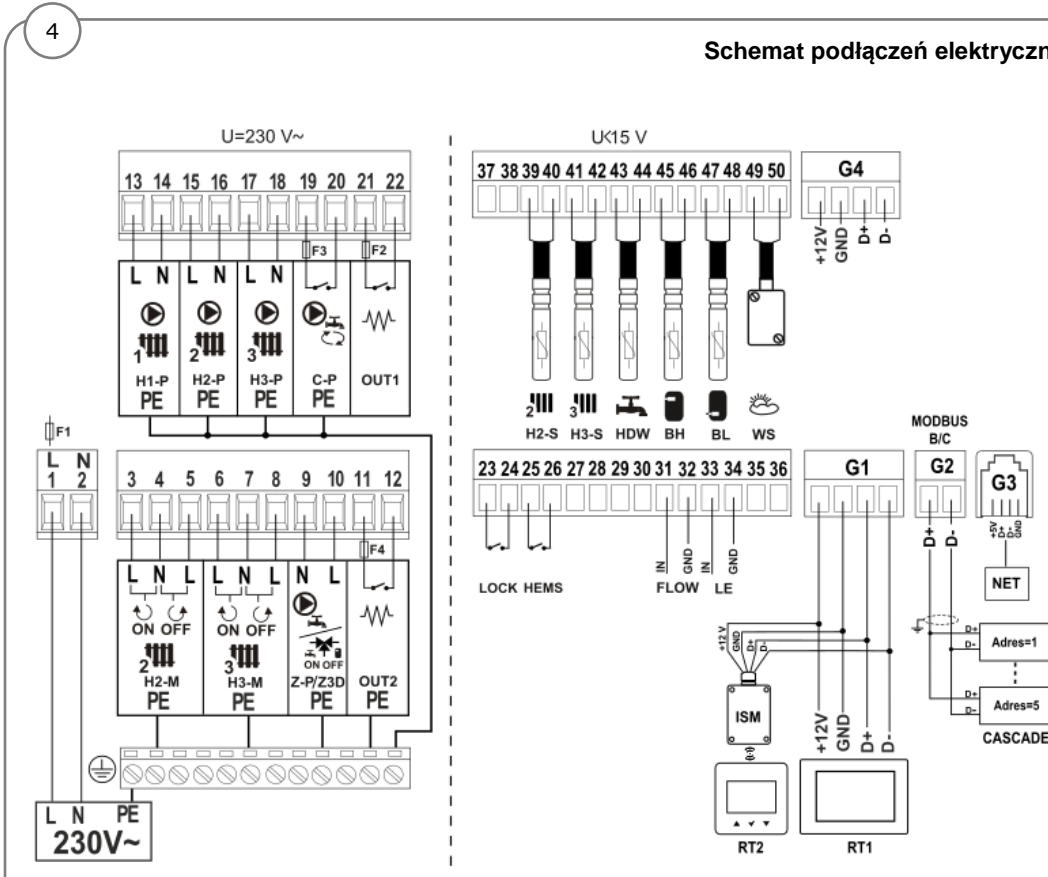 4
Schemat podłączeń elektryczn
U=230 V~
U<15 V
13 14 15 16 17 18 19 20 21 22
37 38 39 40 41 42 43 44 45 46 47 48 49 50
G4
+12V GND D+ D-
F3 F2
L N L N L N
1 2 3
H1-P H2-P H3-P C-P OUT1
PE PE PE PE
2 3
H2-S H3-S HDW BH BL WS
F1
L N
1 2
3 4 5 6 7 8 9 10 11 12
23 24 25 26 27 28 29 30 31 32 33 34 35 36
G1
MODBUS
B/C
G2
G3
+5V D+ D- GND
NET
F4
L N L L N L N L
ON OFF ON OFF
2 3 ON OFF
H2-M H3-M Z-P/Z3D OUT2
PE PE PE PE
LOCK HEMS
IN GND IN GND
FLOW LE
D+ D-
+12 V GND D+ D-
ISM
+12V GND D+ D-
D+
D-
Adres=1
D+
D-
Adres=5
CASCADE
L N PE
230V~
RT2 RT1